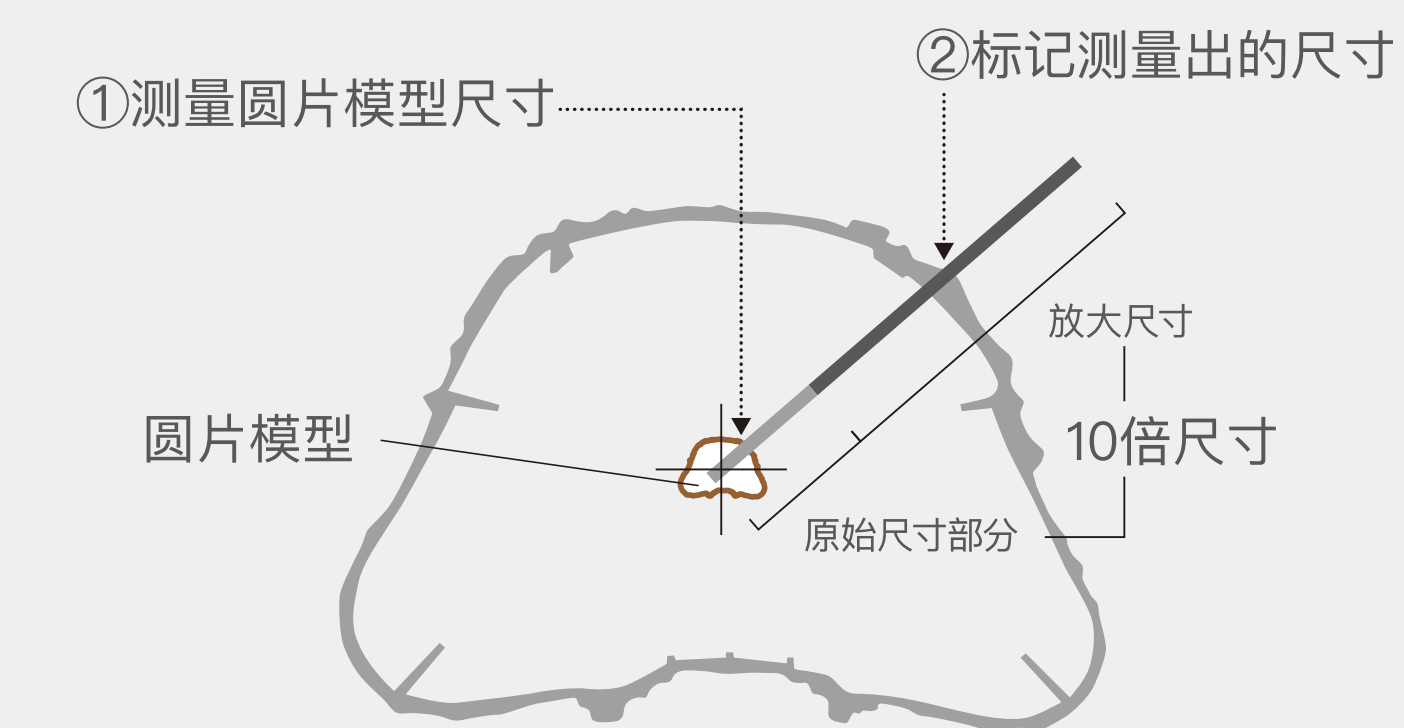 ②标记测量出的尺寸
①测量圆片模型尺寸
放大尺寸
圆片模型
10倍尺寸
原始尺寸部分